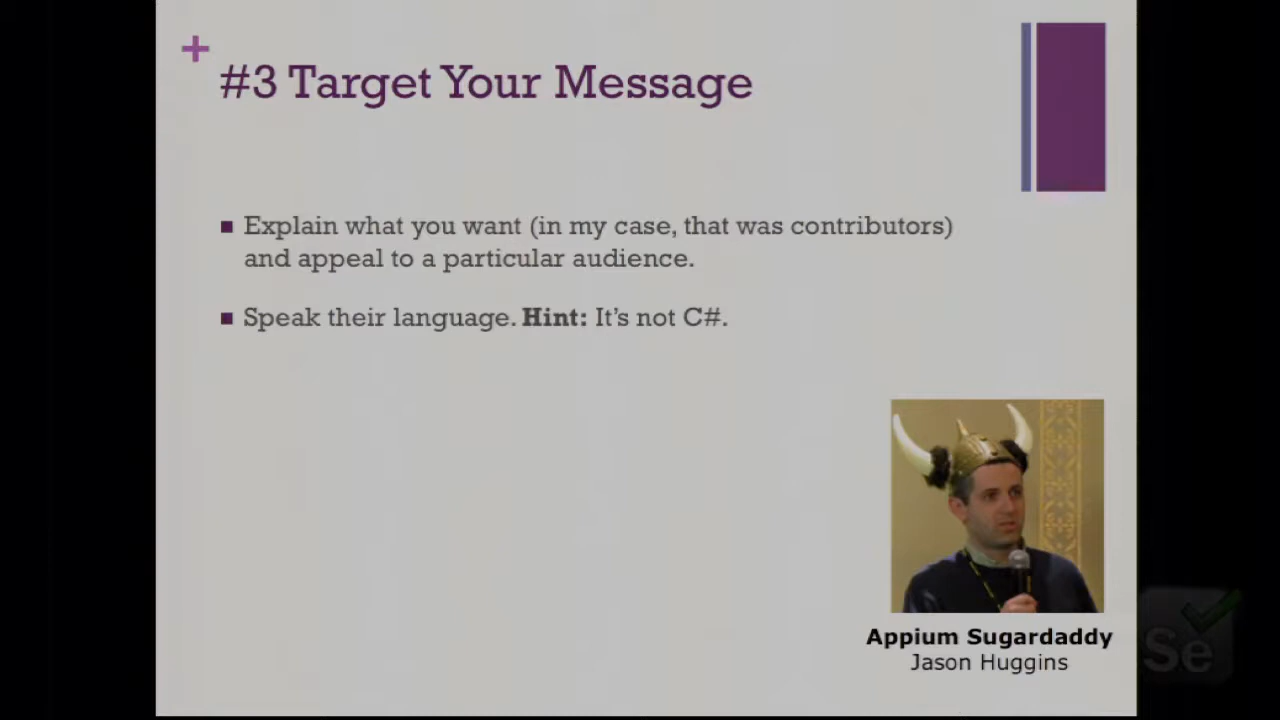 +
#3 Target Your Message
Explain what you want (in my case, that was contributors)
and appeal to a particular audience.
Speak their language. Hint: It's not C#.
Appium Sugardaddy
Jason Huggins
Se